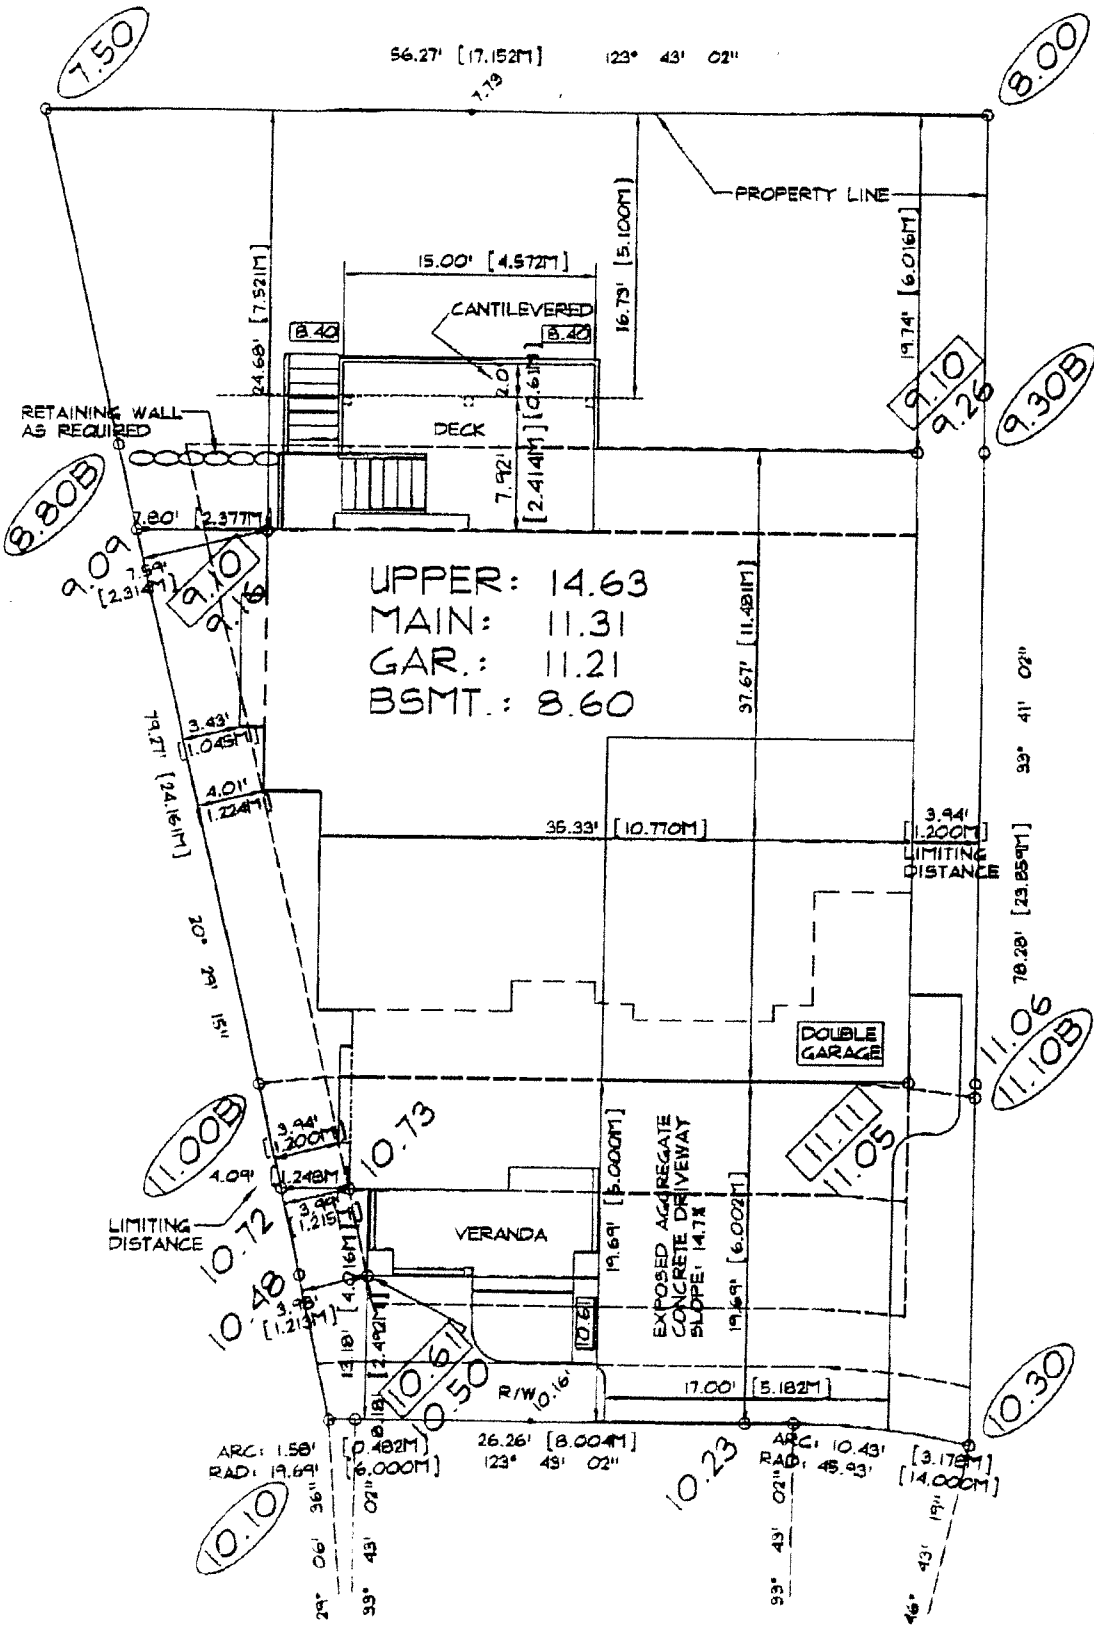 7.50
56.27' [17.152M] 123° 43' 02"
8.00
7.79
PROPERTY LINE
24.68' [7.521M]
15.00' [4.572M]
16.73' [5.100M]
19.74' [6.016M]
CANTILEVERED
8.40
8.40
2.0' [0.61M]
9.10
9.26
9.30B
RETAINING WALL
AS REQUIRED
DECK
7.92' [2.414M]
8.80B
7.80' [2.377M]
9.09
7.59'
[2.314M]
9.10
9.16
UPPER: 14.63
MAIN: 11.31
GAR.: 11.21
BSMT.: 8.60
37.67' [11.481M]
33° 41' 02"
3.43'
[1.045M]
79.27' [24.161M]
4.01'
1.224M
35.33' [10.770M]
3.94'
[1.200M]
LIMITING
DISTANCE
78.28' [23.859M]
20° 29' 15"
DOUBLE
GARAGE
11.06
11.10B
11.00B
3.94'
[1.200M]
10.73
11.11
11.05
4.09' 1.248M
3.99'
[1.215M]
LIMITING
DISTANCE
10.72
VERANDA
19.69' [6.000M]
EXPOSED AGGREGATE
CONCRETE DRIVEWAY
SLOPE: 14.7%
19.69' [6.002M]
10.48
3.98'
[1.213M]
13.18' [4.016M]
8.18' [2.492M]
10.61
10.61
10.50
R/W
10.16
17.00' [5.182M]
10.30
ARC: 1.58' [0.482M]
RAD: 19.69' [6.000M]
26.26' [8.004M]
123° 43' 02"
10.23
ARC: 10.43' [3.178M]
RAD: 45.93' [14.000M]
10.10
29° 06' 36"
33° 43' 02"
33° 43' 02"
46° 43' 19"